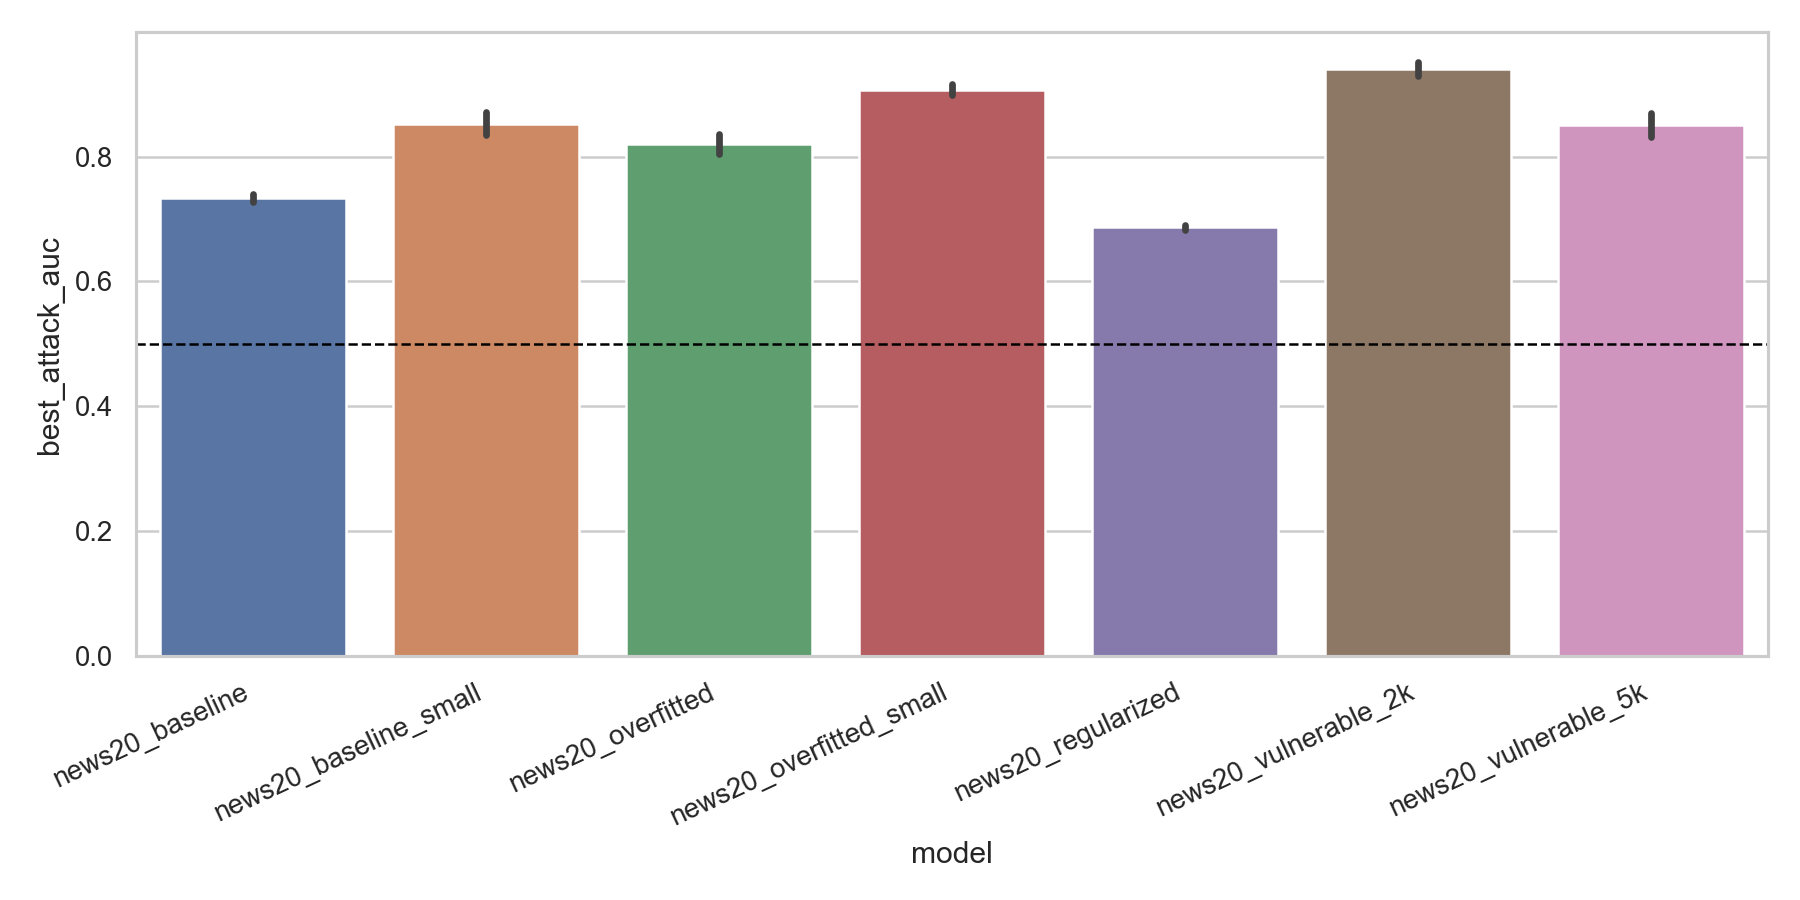 best_attack_auc
0.8
0.6
0.4
0.2
0.0
news20_baseline
news20_baseline_small
news20_overfitted
news20_overfitted_small
news20_regularized
news20_vulnerable_2k
news20_vulnerable_5k
model